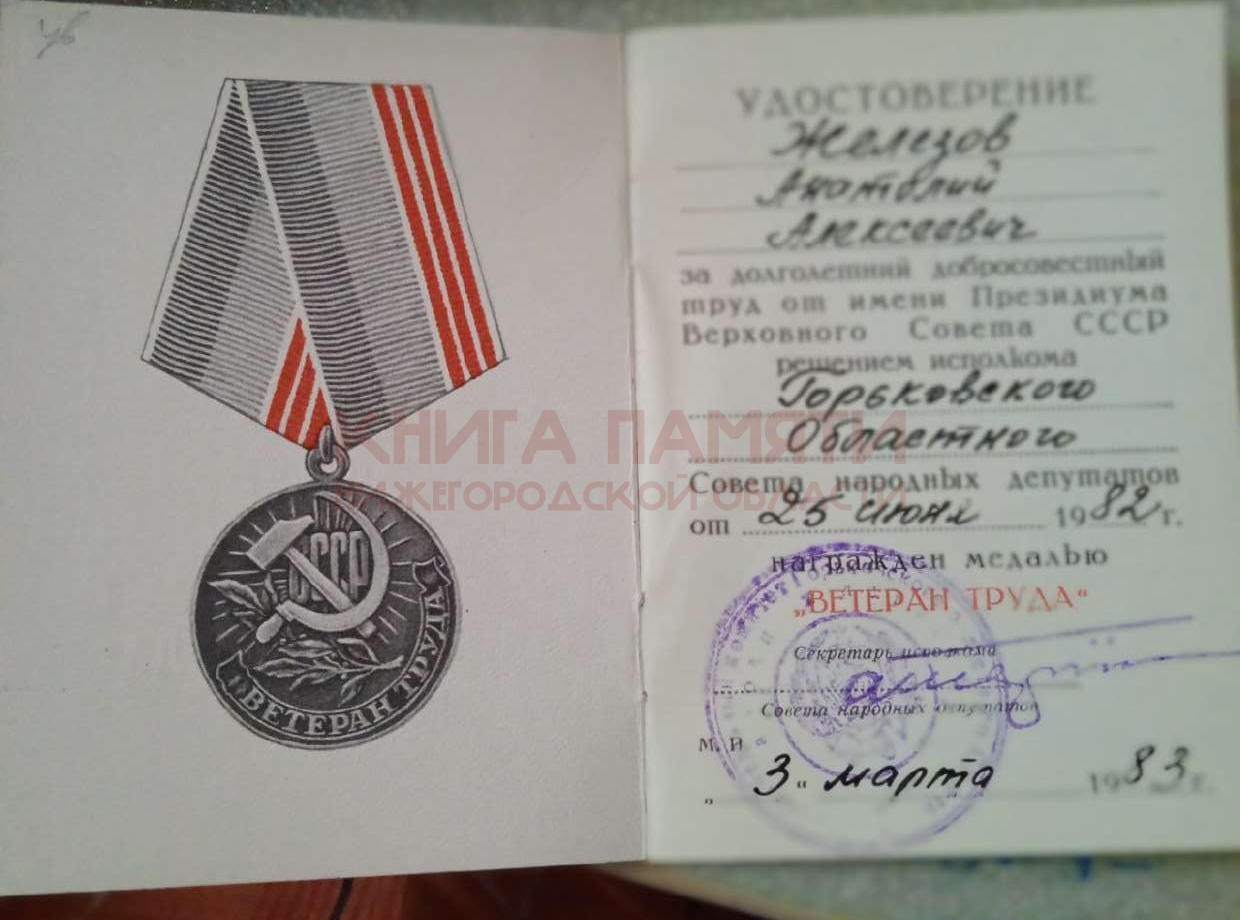 СССР
ВЕТЕРАН ТРУДА
КНИГА ПАМЯТИ
НИЖЕГОРОДСКОЙ ОБЛАСТИ
УДОСТОВЕРЕНИЕ
Железов
Анатолий
Алексеевич
за долголетний добросовестный
труд от имени Президиума
Верховного Совета СССР
решением исполкома
Горьковского
Областного
Совета народных депутатов
от 25 июня 1982 г.
награжден медалью
„ВЕТЕРАН ТРУДА“
Секретарь исполкома
Совета народных депутатов
М. П
„ 3 “ марта 1983 г.